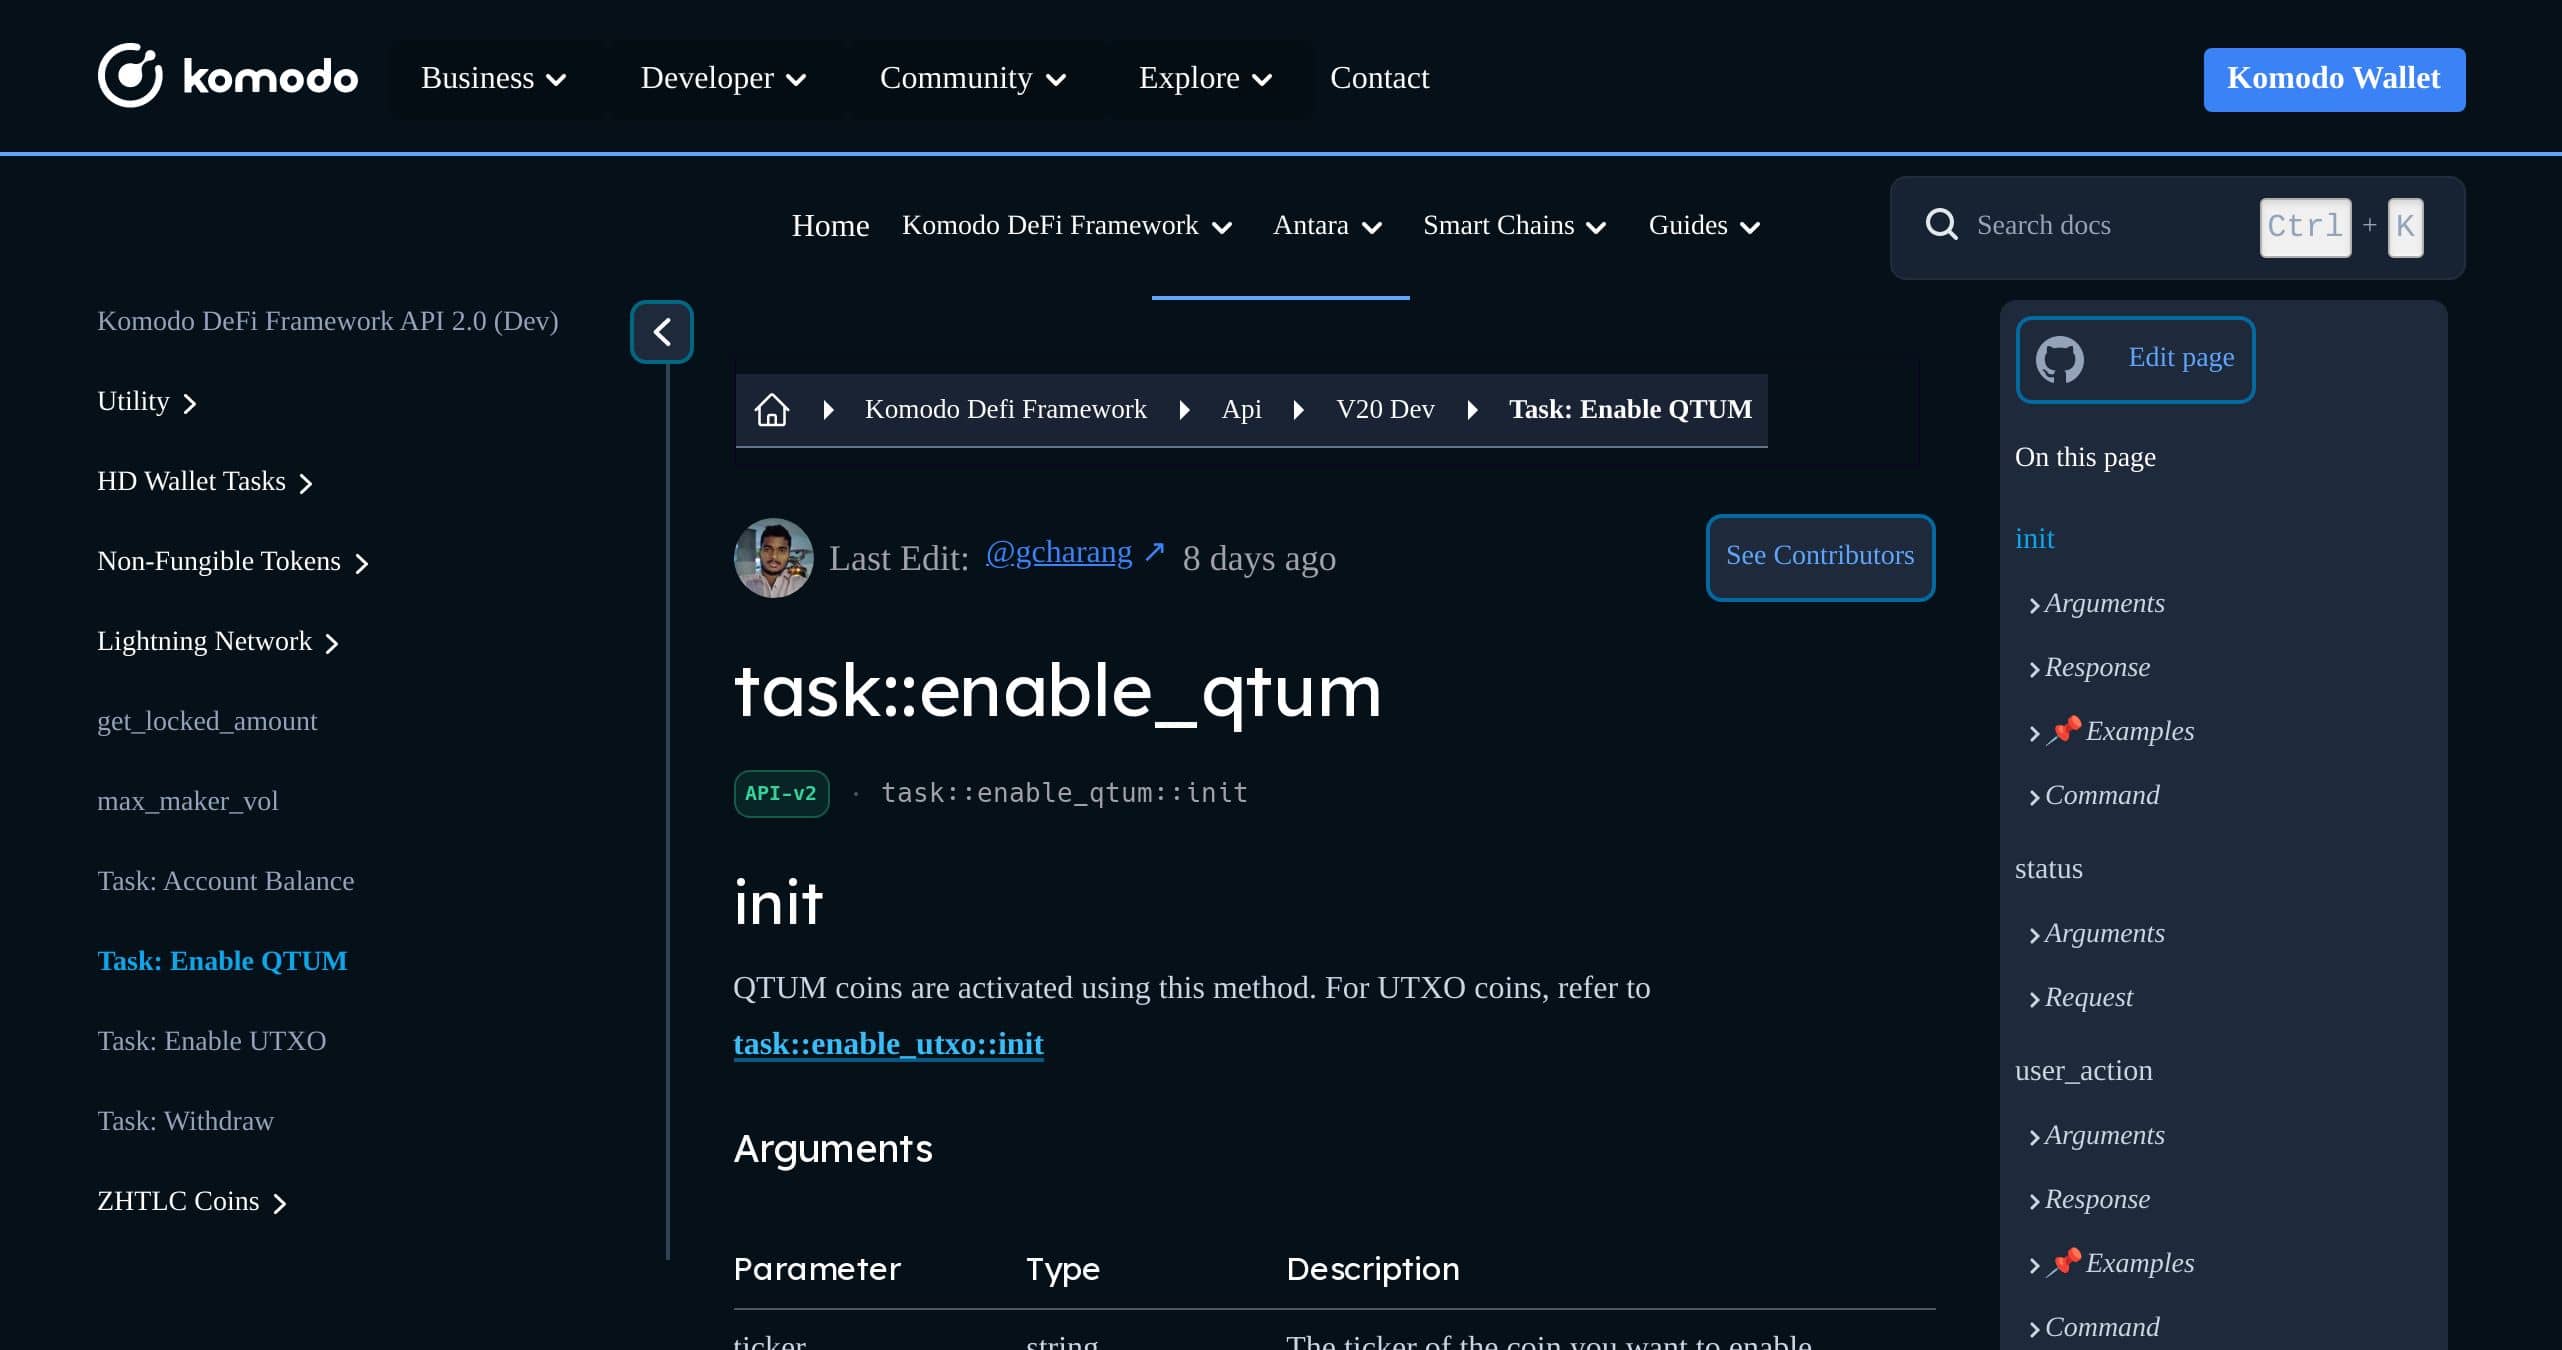 komodo
Business
Developer
Community
Explore
Contact
Komodo Wallet
Home
Komodo DeFi Framework
Antara
Smart Chains
Guides
Search docs
Ctrl + K
Komodo DeFi Framework API 2.0 (Dev)
Utility
HD Wallet Tasks
Non-Fungible Tokens
Lightning Network
get_locked_amount
max_maker_vol
Task: Account Balance
Task: Enable QTUM
Task: Enable UTXO
Task: Withdraw
ZHTLC Coins
Komodo Defi Framework
Api
V20 Dev
Task: Enable QTUM
Last Edit: @gcharang ↗ 8 days ago
See Contributors
task::enable_qtum
API-v2 · task::enable_qtum::init
init
QTUM coins are activated using this method. For UTXO coins, refer to
task::enable_utxo::init
Arguments
Parameter Type Description
ticker string The ticker of the coin you want to enable
Edit page
On this page
init
Arguments
Response
📌 Examples
Command
status
Arguments
Request
user_action
Arguments
Response
📌 Examples
Command